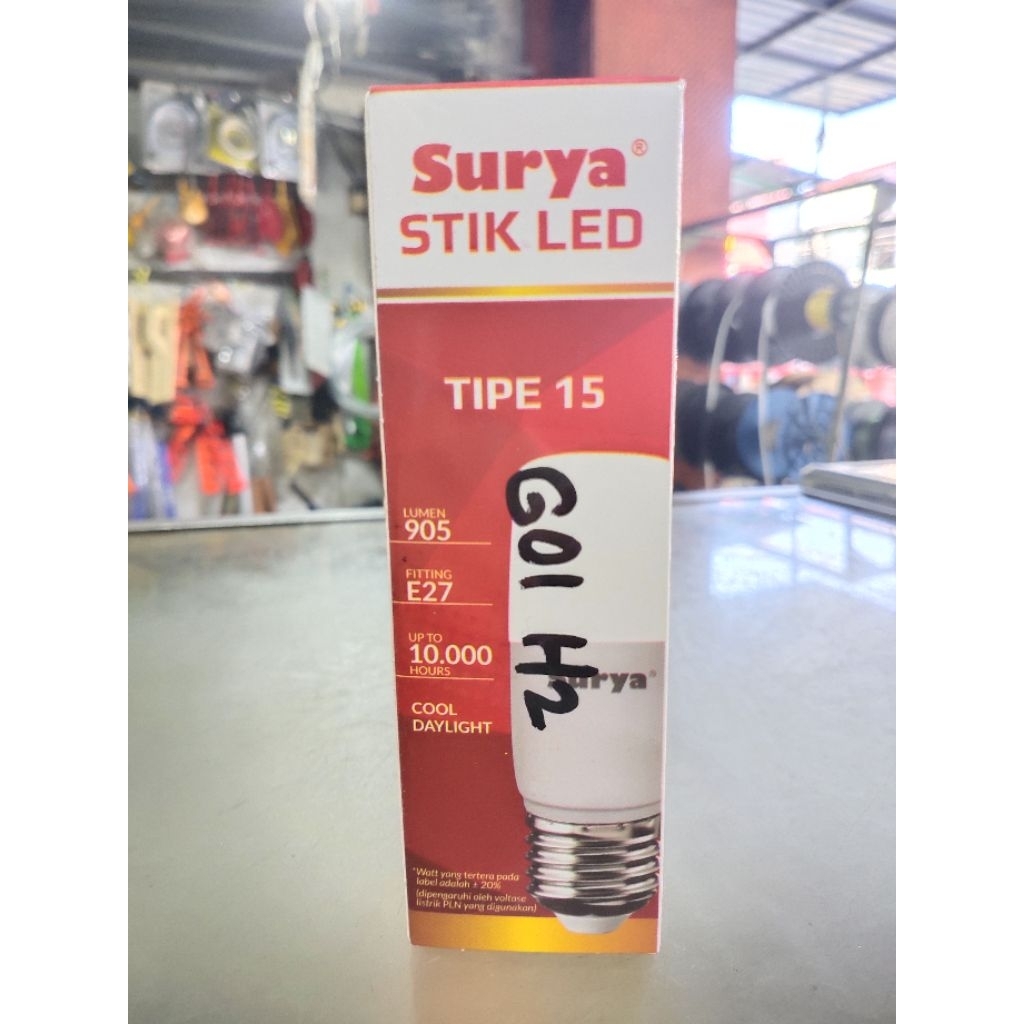 Surya®
STIK LED
TIPE 15
LUMEN
905
FITTING
E27
UP TO
10.000
HOURS
COOL
DAYLIGHT
G01 H2
Surya®
*Watt yang tertera pada
label adalah ± 20%
(dipengaruhi oleh voltase
listrik PLN yang digunakan)